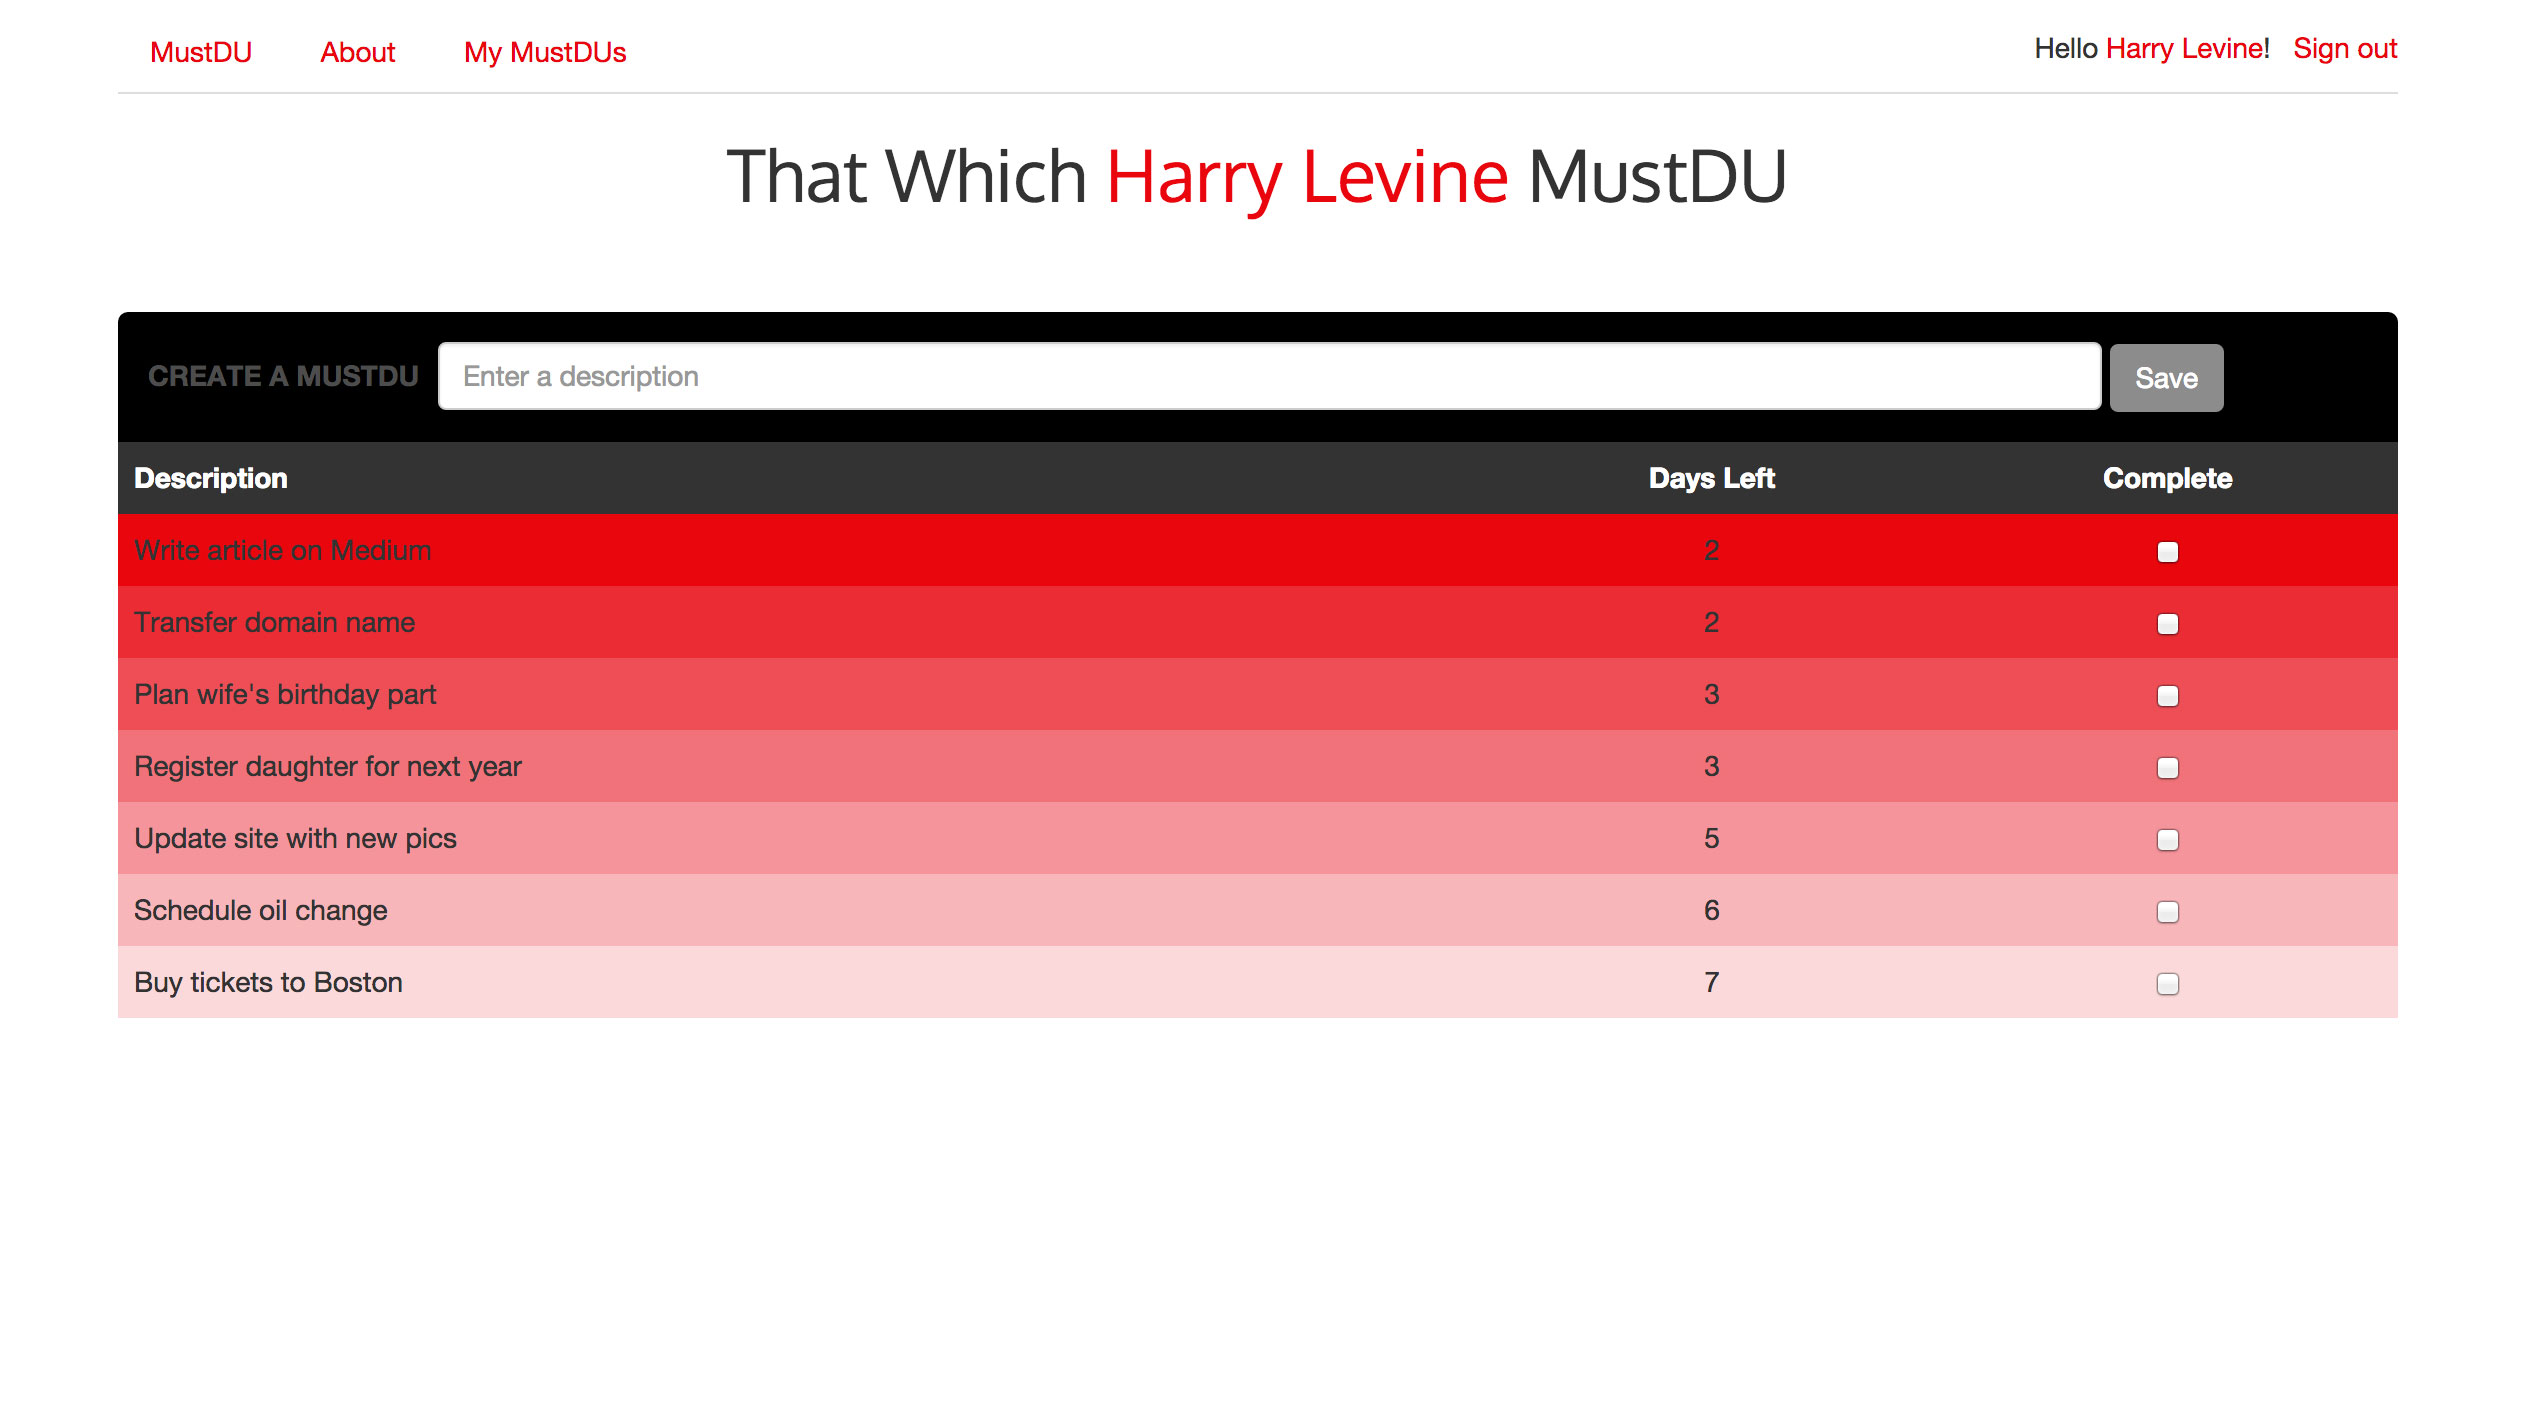 MustDU About My MustDUs Hello Harry Levine! Sign out
That Which Harry Levine MustDU
CREATE A MUSTDU Enter a description Save
Description Days Left Complete
Write article on Medium 2
Transfer domain name 2
Plan wife's birthday part 3
Register daughter for next year 3
Update site with new pics 5
Schedule oil change 6
Buy tickets to Boston 7